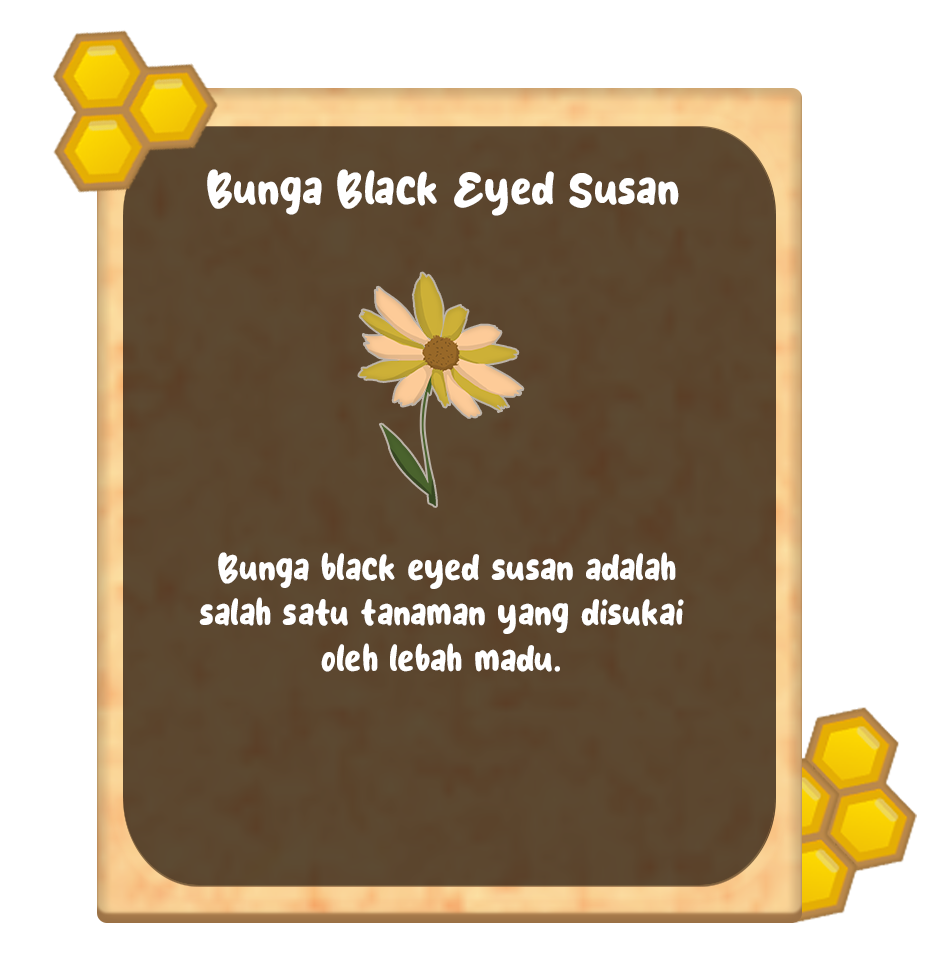 Bunga Black Eyed Susan
Bunga black eyed susan adalah
salah satu tanaman yang disukai
oleh lebah madu.